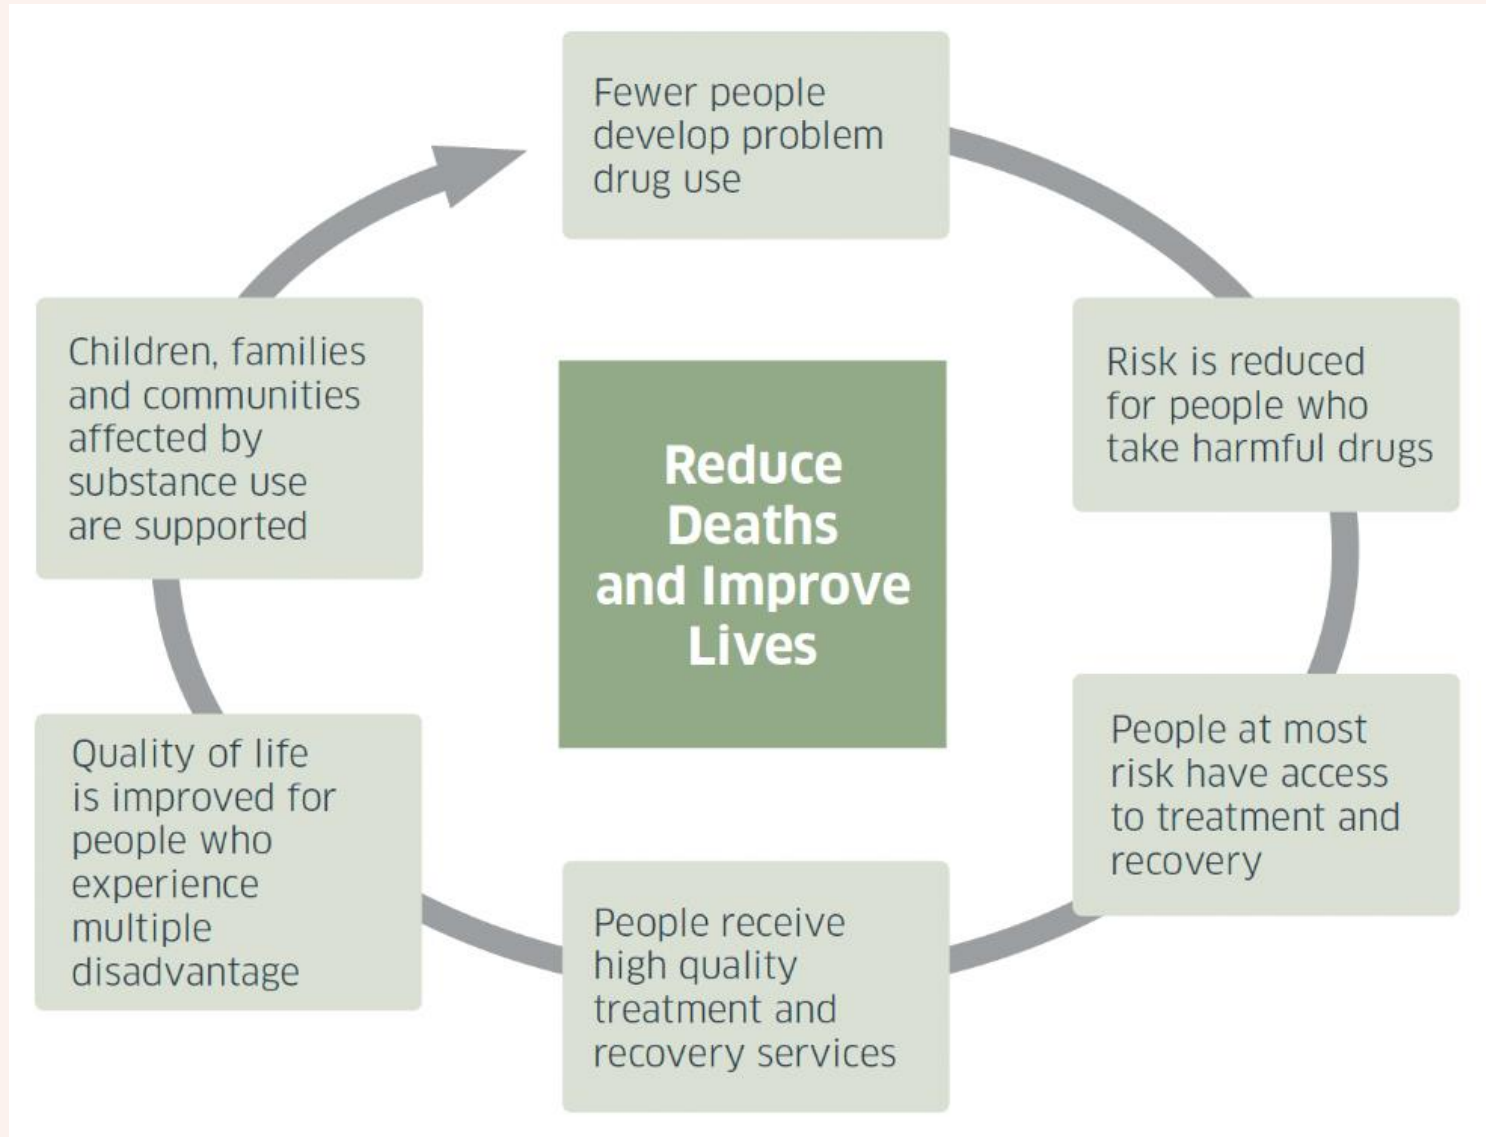 Fewer people
develop problem
drug use
Risk is reduced
for people who
take harmful drugs
People at most
risk have access
to treatment and
recovery
People receive
high quality
treatment and
recovery services
Quality of life
is improved for
people who
experience
multiple
disadvantage
Children, families
and communities
affected by
substance use
are supported
Reduce
Deaths
and Improve
Lives